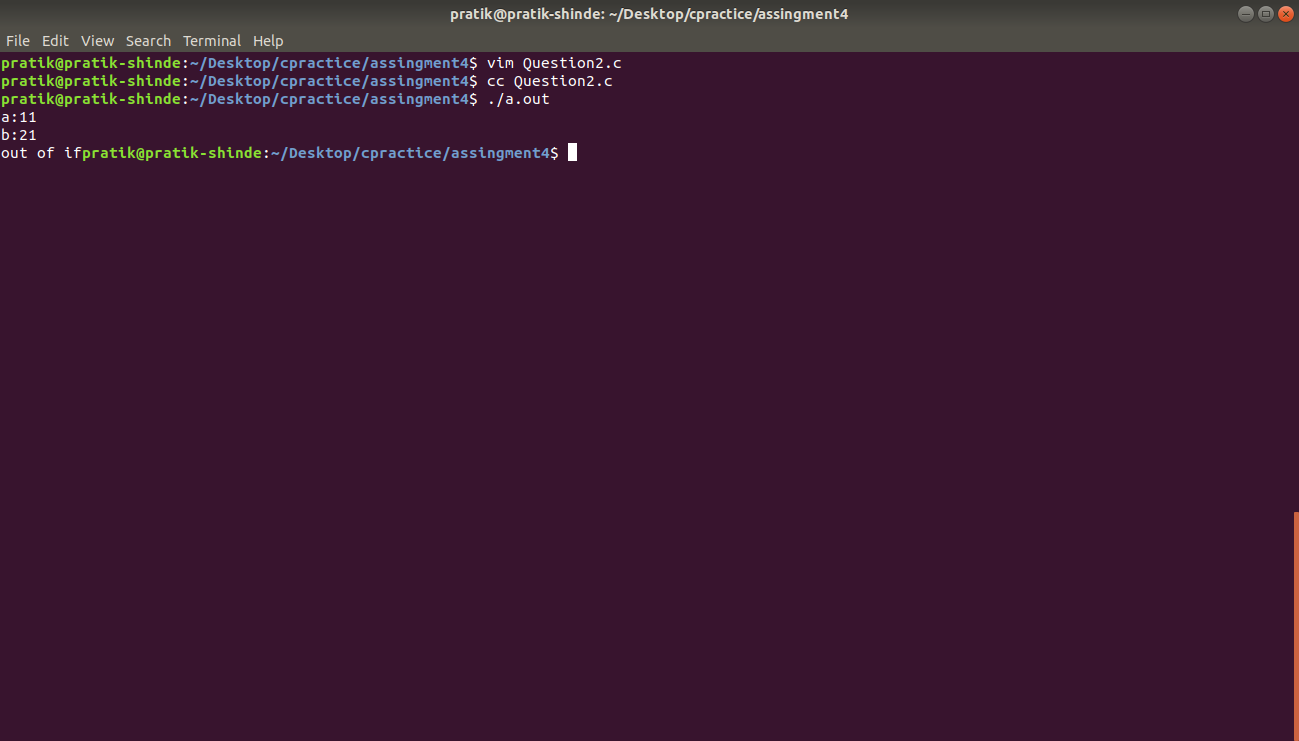 pratik@pratik-shinde: ~/Desktop/cpractice/assingment4
File Edit View Search Terminal Help
pratik@pratik-shinde:~/Desktop/cpractice/assingment4$ vim Question2.c
pratik@pratik-shinde:~/Desktop/cpractice/assingment4$ cc Question2.c
pratik@pratik-shinde:~/Desktop/cpractice/assingment4$ ./a.out
a:11
b:21
out of ifpratik@pratik-shinde:~/Desktop/cpractice/assingment4$